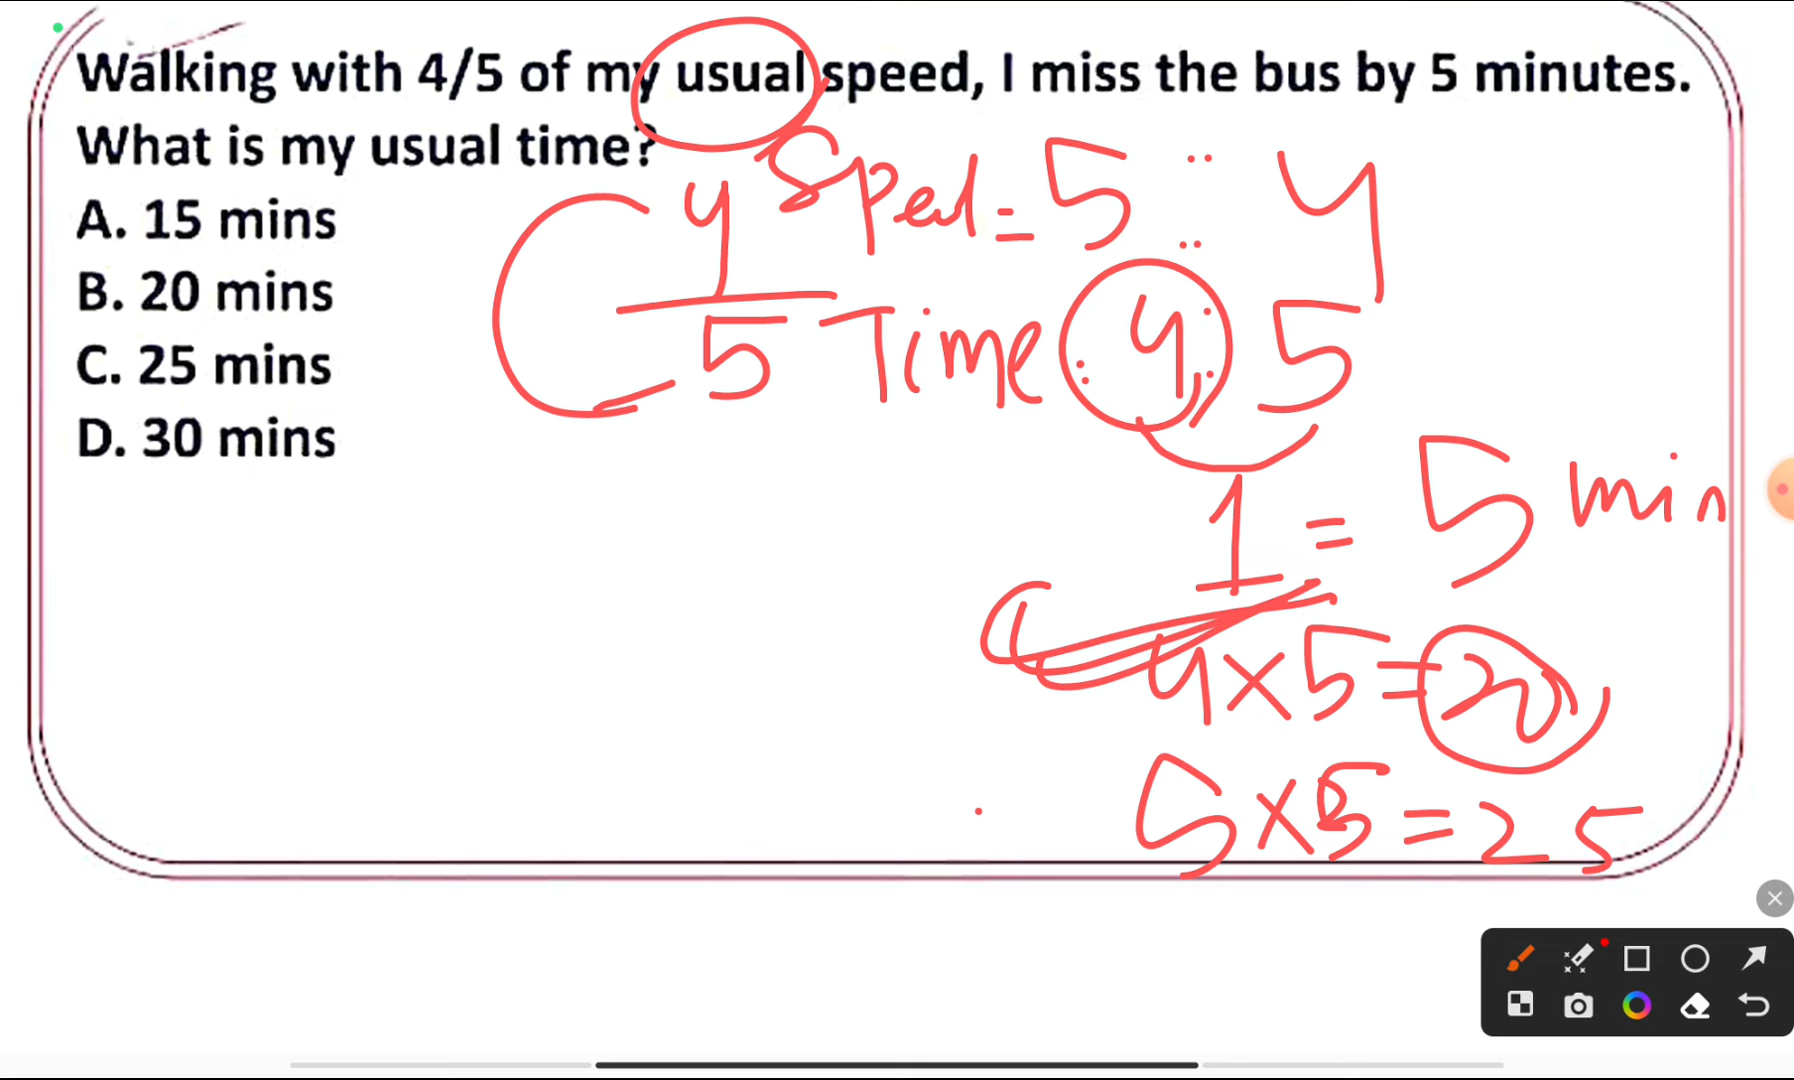 Walking with 4/5 of my usual speed, I miss the bus by 5 minutes.
What is my usual time?
A. 15 mins
B. 20 mins
C. 25 mins
D. 30 mins
4
5
Sped = 5 :: 4
Time :4: 5
1 = 5 min
4×5=20
5×5=25